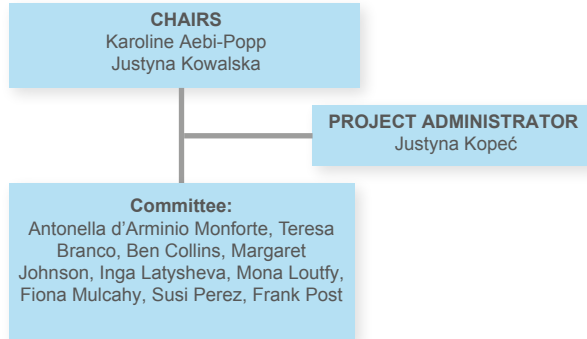 CHAIRS
Karoline Aebi-Popp
Justyna Kowalska
PROJECT ADMINISTRATOR
Justyna Kopeć
Committee:
Antonella d’Arminio Monforte, Teresa
Branco, Ben Collins, Margaret
Johnson, Inga Latysheva, Mona Loutfy,
Fiona Mulcahy, Susi Perez, Frank Post